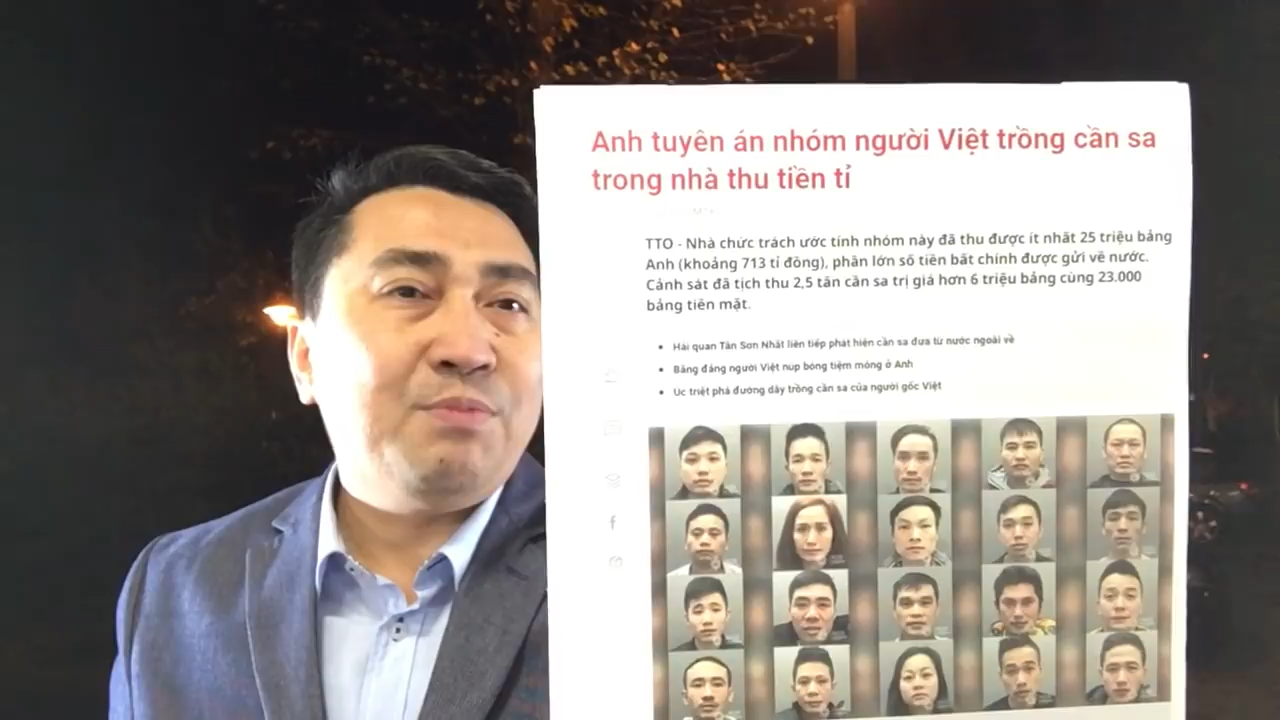 Anh tuyên án nhóm người Việt trồng cần sa
trong nhà thu tiền tỉ
TTO - Nhà chức trách ước tính nhóm này đã thu được ít nhất 25 triệu bảng
Anh (khoảng 713 tỉ đồng), phần lớn số tiền bất chính được gửi về nước.
Cảnh sát đã tịch thu 2,5 tấn cần sa trị giá hơn 6 triệu bảng cùng 23.000
bảng tiền mặt.
• Hải quan Tân Sơn Nhất liên tiếp phát hiện cần sa đưa từ nước ngoài về
• Băng đảng người Việt núp bóng tiệm móng ở Anh
• Úc triệt phá đường dây trồng cần sa của người gốc Việt